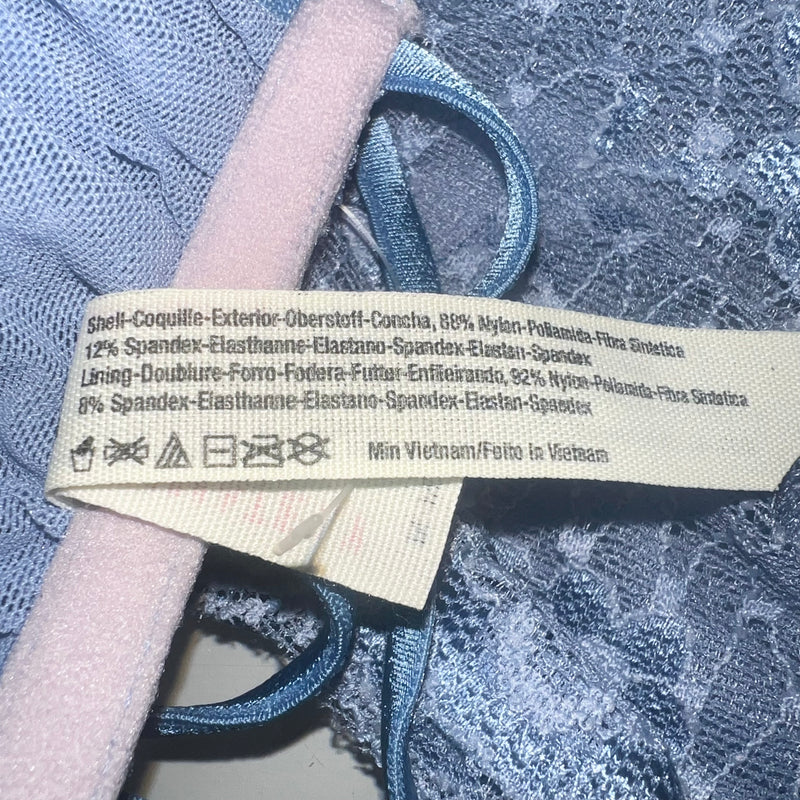 Shell-Coquille-Exterior-Oberstoff-Concha, 88% Nylon-Poliamida-Fibra Sintetica
12% Spandex-Elasthanne-Elastano-Spandex-Elastan-Spandex
Lining-Doublure-Forro-Fodera-Futter-Enfileirando, 92% Nylon-Poliamida-Fibra Sintetica
8% Spandex-Elasthanne-Elastano-Spandex-Elastan-Spandex
Min Vietnam/Feito in Vietnam